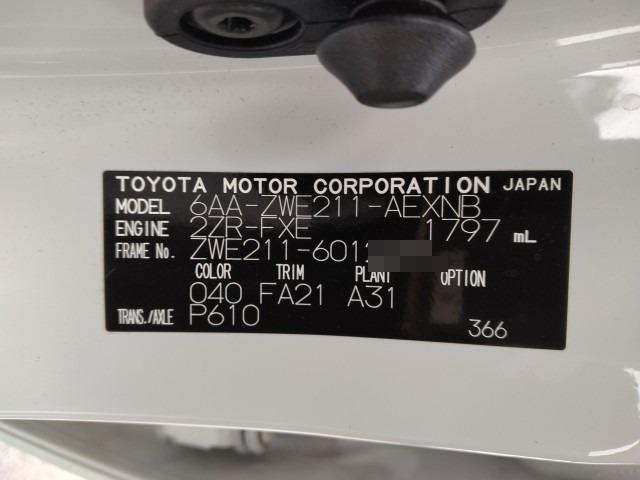 TOYOTA MOTOR CORPORATION JAPAN
MODEL 6AA-ZWE211-AEXNB
ENGINE 2ZR-FXE 1797 mL
FRAME No. ZWE211-6012
COLOR TRIM PLANT OPTION
040 FA21 A31
TRANS./AXLE P610
366